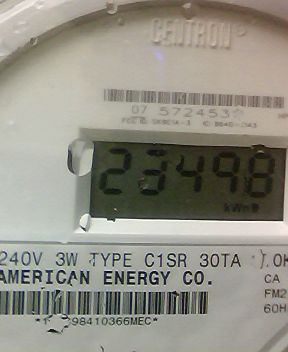 CENTRON®
07 572453
23498
kWh
240V 3W TYPE C1SR 30TA
AMERICAN ENERGY CO.
CA
FM2
60H
98410366MEC*